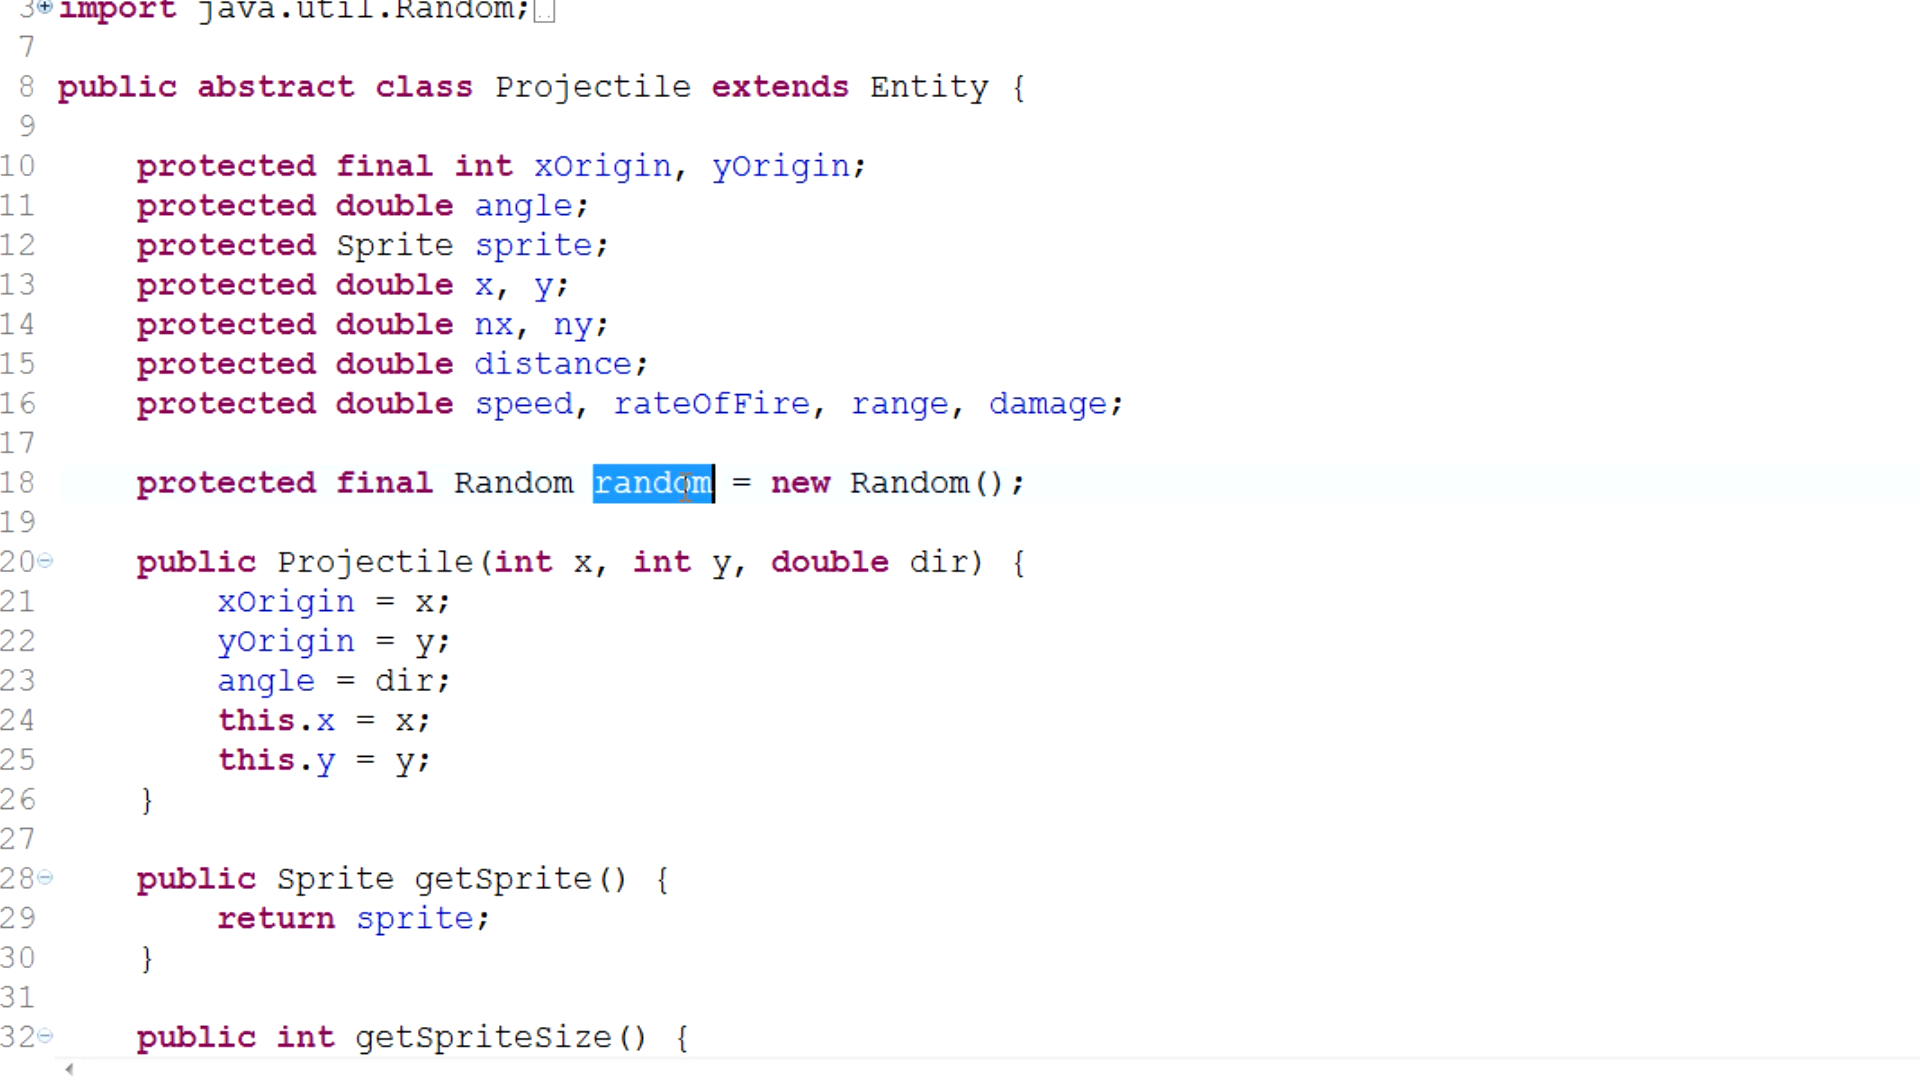 3 import java.util.Random;
7
8 public abstract class Projectile extends Entity {
9
10 protected final int xOrigin, yOrigin;
11 protected double angle;
12 protected Sprite sprite;
13 protected double x, y;
14 protected double nx, ny;
15 protected double distance;
16 protected double speed, rateOfFire, range, damage;
17
18 protected final Random random = new Random();
19
20 public Projectile(int x, int y, double dir) {
21 xOrigin = x;
22 yOrigin = y;
23 angle = dir;
24 this.x = x;
25 this.y = y;
26 }
27
28 public Sprite getSprite() {
29 return sprite;
30 }
31
32 public int getSpriteSize() {